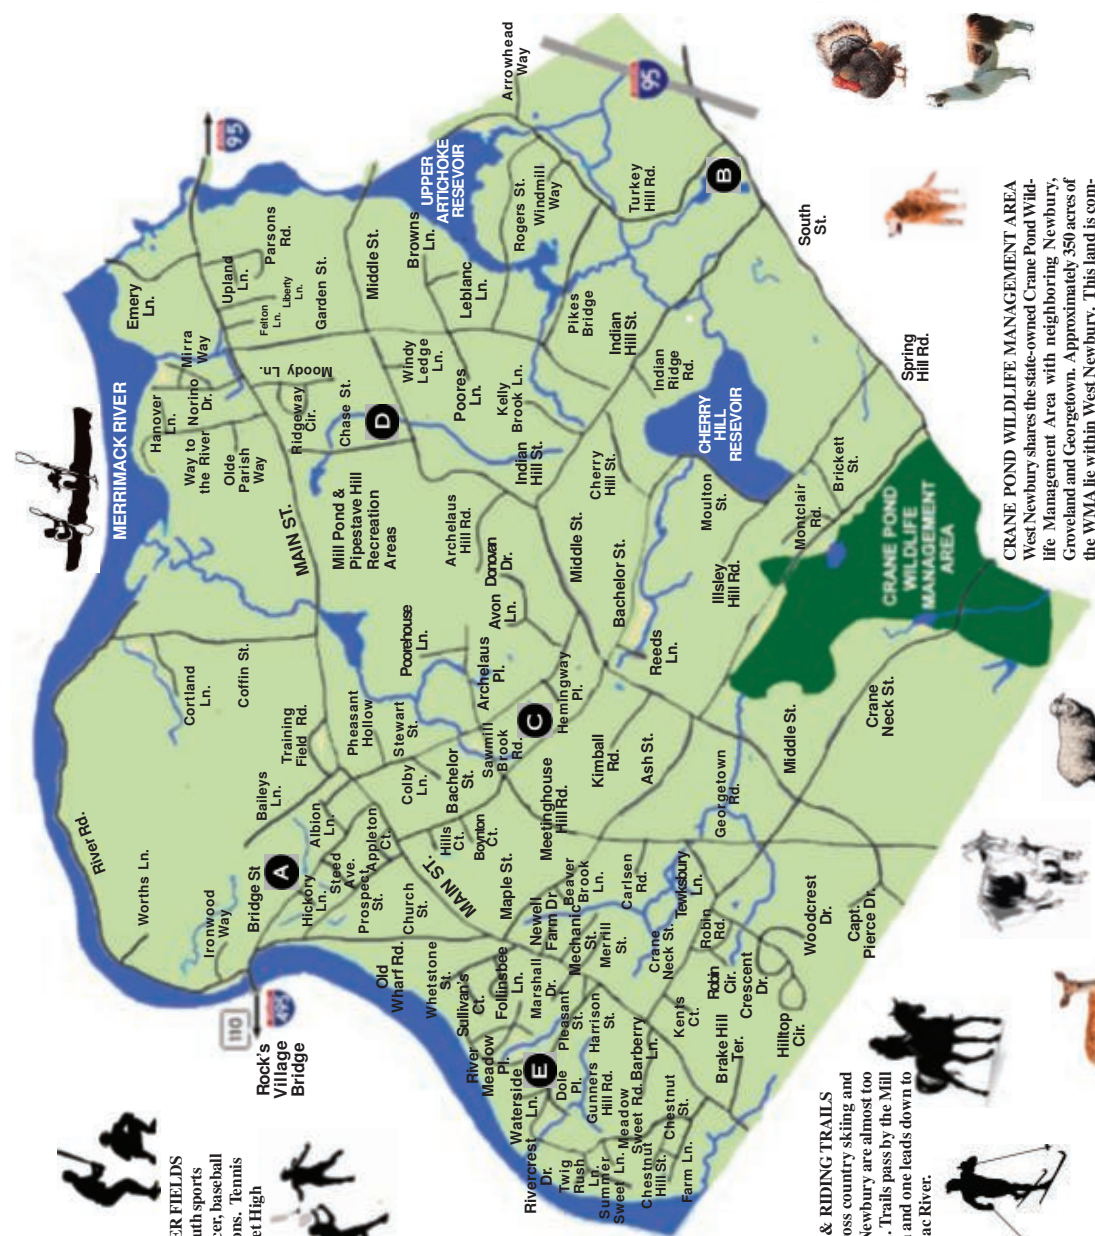 Arrowhead
Way
95
95
MERRIMACK RIVER
UPPER
ARTICHOKE
RESEVOIR
Emery
Ln.
Upland
Ln.
Parsons
Rd.
Felton
Ln.
Liberty
Ln.
Garden St.
Middle St.
Browns
Ln.
Leblanc
Ln.
Rogers St.
Windmill
Way
Turkey
Hill Rd.
B
South
St.
Mirra
Way
Hanover
Ln.
Norino
Dr.
Moody Ln.
Way to
the River
Olde
Parish
Way
Ridgeway
Cir.
Chase St.
D
Windy
Ledge
Ln.
Poores
Ln.
Kelly
Brook Ln.
Pikes
Bridge
Indian
Hill St.
Indian
Ridge
Rd.
Spring
Hill Rd.
CHERRY
HILL
RESEVOIR
MAIN ST.
Mill Pond &
Pipestave Hill
Recreation
Areas
Archelaus
Hill Rd.
Indian
Hill St.
Cherry
Hill St.
Moulton
St.
Brickett
St.
Montclair
Rd.
Donovan
Dr.
Avon
Ln.
Middle St.
Bachelor St.
Illsley
Hill Rd.
CRANE POND
WILDLIFE
MANAGEMENT
AREA
Poorehouse
Ln.
Archelaus
Pl.
Hemingway
Pl.
Reeds
Ln.
Cortland
Ln.
Coffin St.
Training
Field Rd.
Pheasant
Hollow
Stewart
St.
Sawmill
Brook
Rd.
C
Kimball
Rd.
Ash St.
Middle St.
Crane
Neck St.
River Rd.
Baileys
Ln.
Albion
Ln.
Colby
Ln.
Bachelor
St.
Meetinghouse
Hill Rd.
Georgetown
Rd.
Worths Ln.
Ironwood
Way
Bridge St
A
Hickory
Ln.
Steed
Ave.
Appleton
Ct.
Prospect
St.
Church
St.
MAIN ST.
Hills
Ct.
Boynton
Ct.
Maple St.
Newell
Farm Dr
Beaver
Brook
Ln.
Carlsen
Rd.
Tewksbury
Ln.
Mechanic
St.
Merrill
St.
Crane
Neck St.
Robin
Rd.
Robin
Cir.
Crescent
Dr.
Woodcrest
Dr.
Capt.
Pierce Dr.
110
495
Rock's
Village
Bridge
Old
Wharf Rd.
Whetstone
St.
Sullivan's
Ct.
Follinsbee
Ln.
Marshall
Dr.
Pleasant
St.
Harrison
St.
Kents
Ct.
Brake Hill
Ter.
Hilltop
Cir.
River
Meadow
Pl.
Waterside
Ln.
E
Dole
Pl.
Gunners
Hill Rd.
Barberry
Ln.
Meadow
Sweet Rd.
Chestnut
St.
Rivercrest
Dr.
Twig
Rush
Ln.
Summer
Sweet Ln.
Chestnut
Hill St.
Farm Ln.
CRANE POND WILDLIFE MANAGEMENT AREA
West Newbury shares the state-owned Crane Pond Wild-
life Management Area with neighboring Newbury,
Groveland and Georgetown. Approximately 350 acres of
the WMA lie within West Newbury. This land is com-
ER FIELDS
uth sports
cer, baseball
ons. Tennis
et High
& RIDING TRAILS
oss country skiing and
Newbury are almost too
. Trails pass by the Mill
n and one leads down to
ac River.